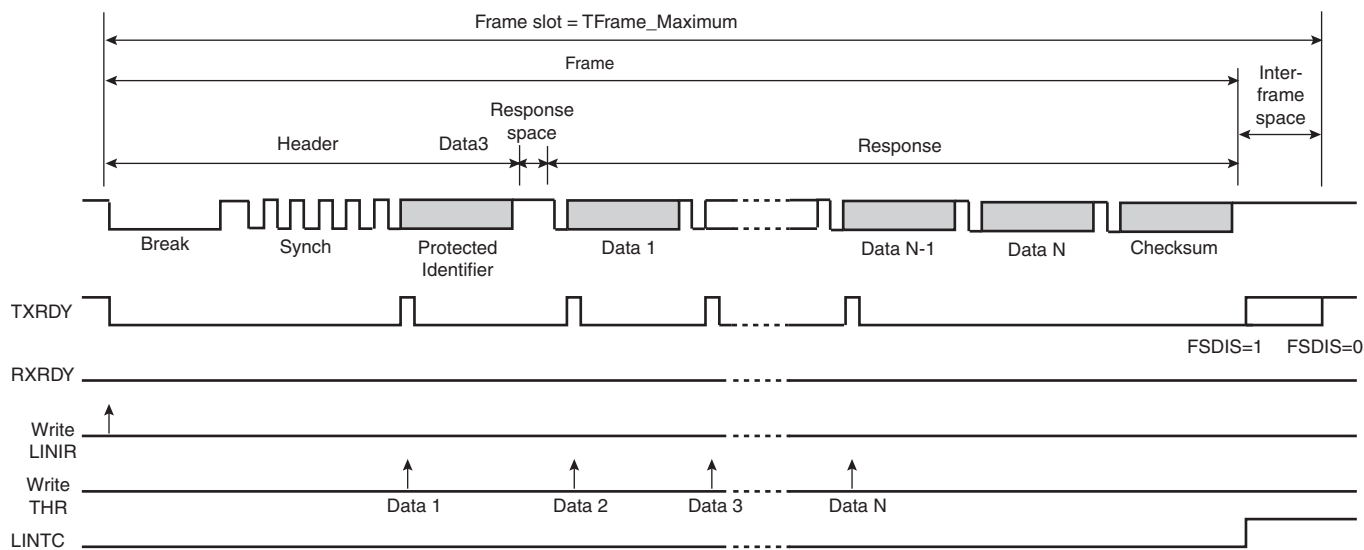 Frame slot = TFrame_Maximum
Frame
Inter-
frame
space
Response
space
Header
Data3
Response
Break
Synch
Protected
Identifier
Data 1
Data N-1
Data N
Checksum
TXRDY
FSDIS=1
FSDIS=0
RXRDY
Write
LINIR
Write
THR
Data 1
Data 2
Data 3
Data N
LINTC